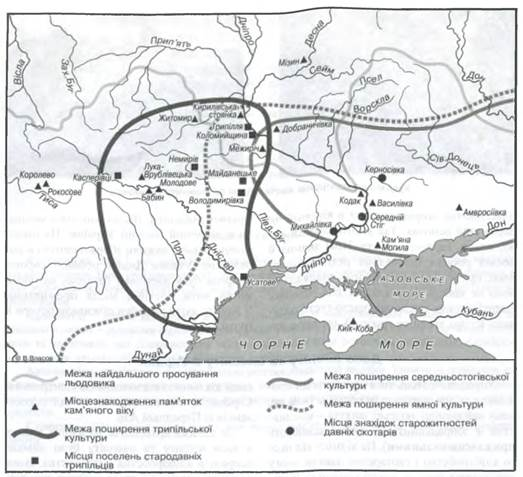 Дніпро
Десна
Прип'ять
Мізин
Сейм
Вісла
Зах. Буг
Псел
Дон
Ворскла
Кирилівська
стоянка
Житомир
Трипілля
Коломийщина
Добранічівка
Межиріч
Сів. Донець
Немирів
Касперівці
Лука-
Врублівецька
Майданецьке
Керносівка
Королево
Молодове
Рокосове
Бабин
Володимирівка
Кодак
Василівка
Тиса
Середній
Стіг
Амвросіївка
Михайлівка
Дон
Прут
Дністер
Півд. Буг
Кам'яна
Могила
Дніпро
Усатове
АЗОВСЬКЕ
МОРЕ
Кубань
Киїк-Коба
Дунай
ЧОРНЕ МОРЕ
© В.Власов
Межа найдальшого просування
льодовика
Місцезнаходження пам'яток
кам'яного віку
Межа поширення трипільської
культури
Місця поселень стародавніх
трипільців
Межа поширення середньостогівської
культури
Межа поширення ямної культури
Місця знахідок старожитностей
давніх скотарів